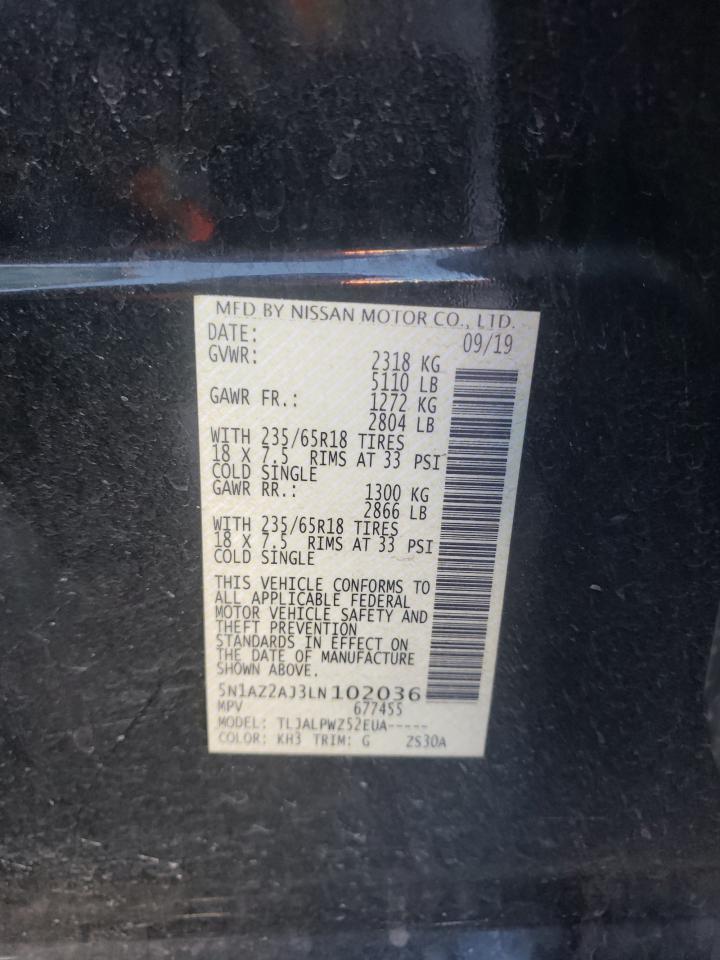 MFD BY NISSAN MOTOR CO., LTD.
DATE: 09/19
GVWR: 2318 KG
5110 LB
GAWR FR.: 1272 KG
2804 LB
WITH 235/65R18 TIRES
18 X 7.5 RIMS AT 33 PSI
COLD SINGLE
GAWR RR.: 1300 KG
2866 LB
WITH 235/65R18 TIRES
18 X 7.5 RIMS AT 33 PSI
COLD SINGLE
THIS VEHICLE CONFORMS TO
ALL APPLICABLE FEDERAL
MOTOR VEHICLE SAFETY AND
THEFT PREVENTION
STANDARDS IN EFFECT ON
THE DATE OF MANUFACTURE
SHOWN ABOVE.
5N1AZ2AJ3LN102036
MPV 677455
MODEL: TLJALPWZ52EUA-----
COLOR: KH3 TRIM: G ZS30A